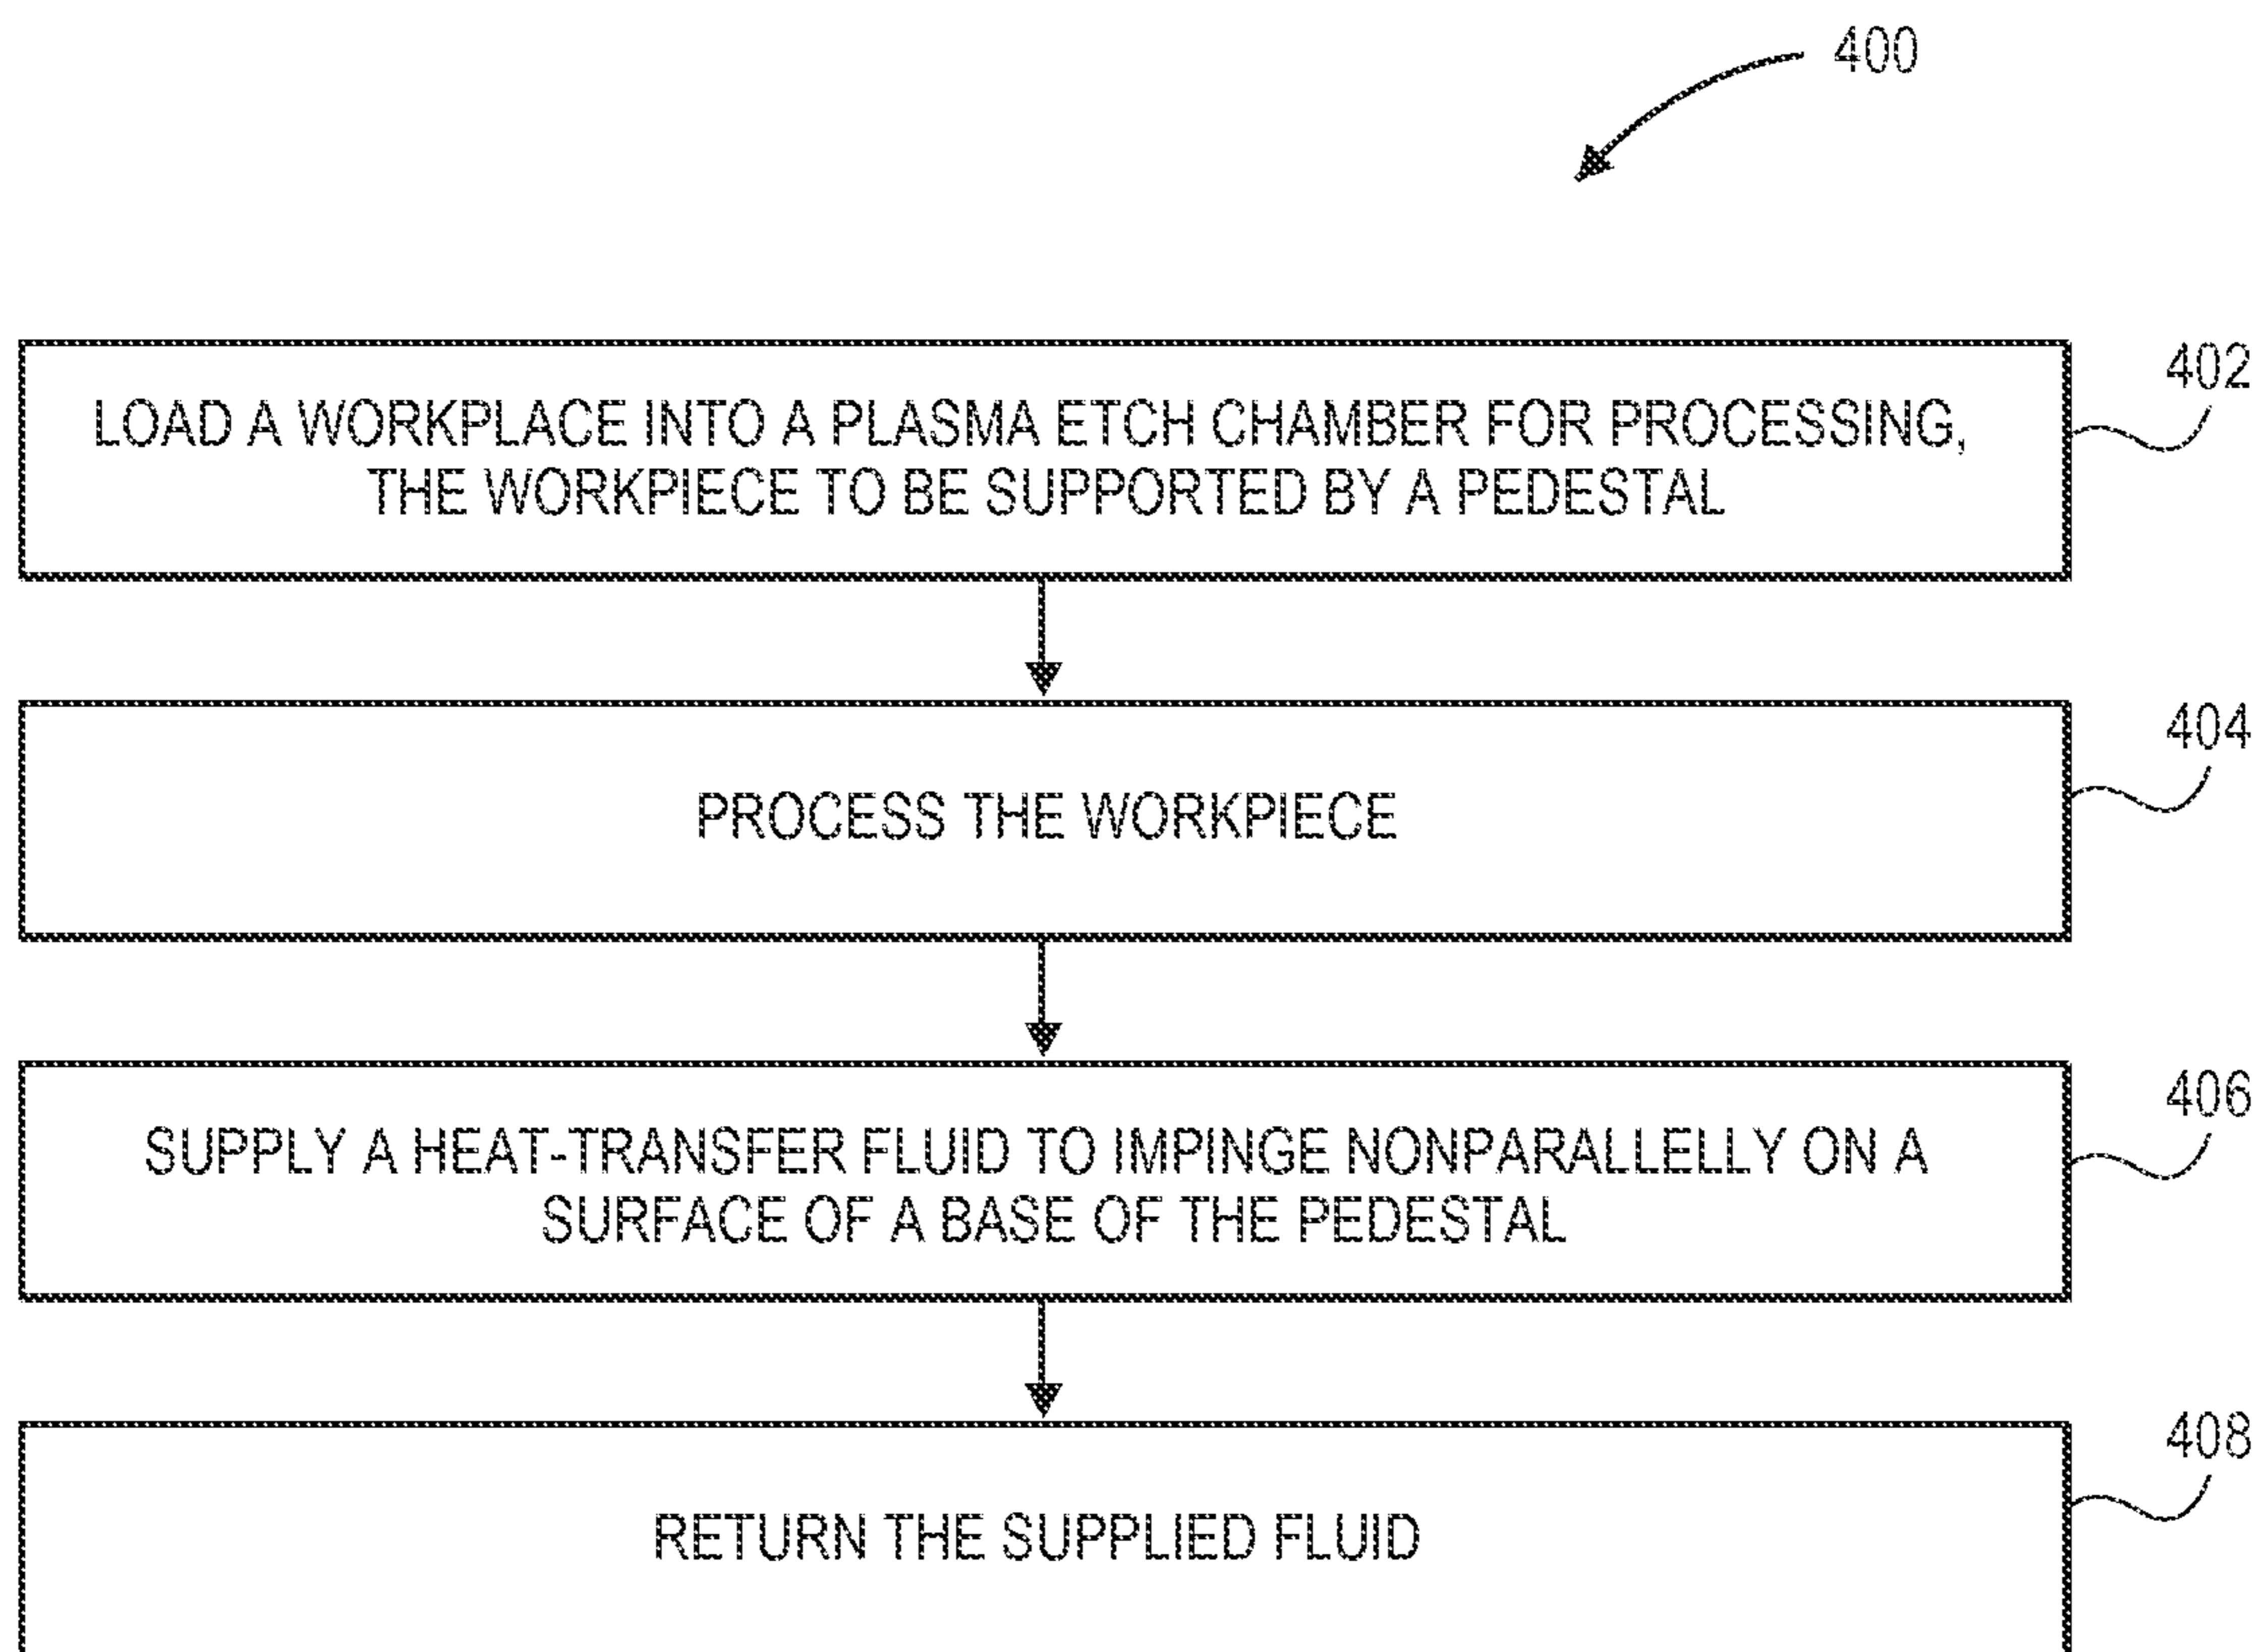 400
402
LOAD A WORKPLACE INTO A PLASMA ETCH CHAMBER FOR PROCESSING,
THE WORKPIECE TO BE SUPPORTED BY A PEDESTAL
404
PROCESS THE WORKPIECE
406
SUPPLY A HEAT-TRANSFER FLUID TO IMPINGE NONPARALLELLY ON A
SURFACE OF A BASE OF THE PEDESTAL
408
RETURN THE SUPPLIED FLUID